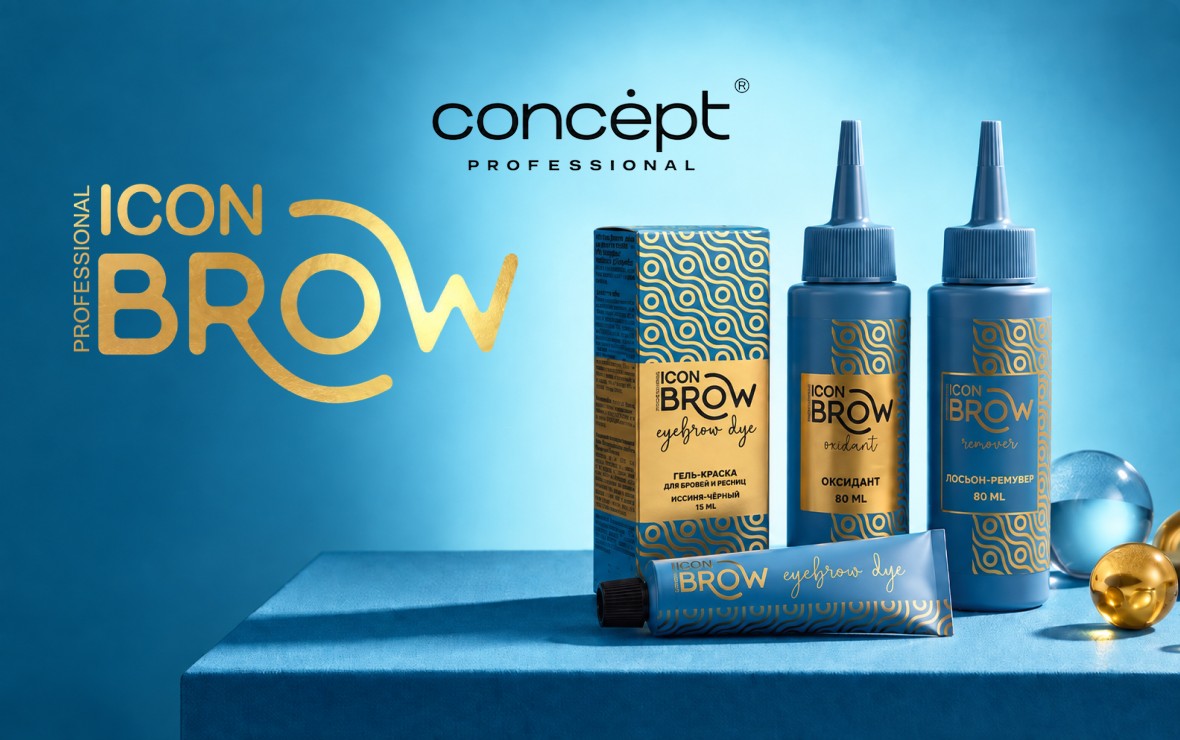 concėpt®
PROFESSIONAL
PROFESSIONAL
ICON
BROW
ICON
BROW
eyebrow dye
ГЕЛЬ-КРАСКА
ДЛЯ БРОВЕЙ И РЕСНИЦ
ИССИНЯ-ЧЁРНЫЙ
15 ML
ICON
BROW
oxidant
ОКСИДАНТ
80 ML
ICON
BROW
remover
ЛОСЬОН-РЕМУВЕР
80 ML
ICON
BROW eyebrow dye